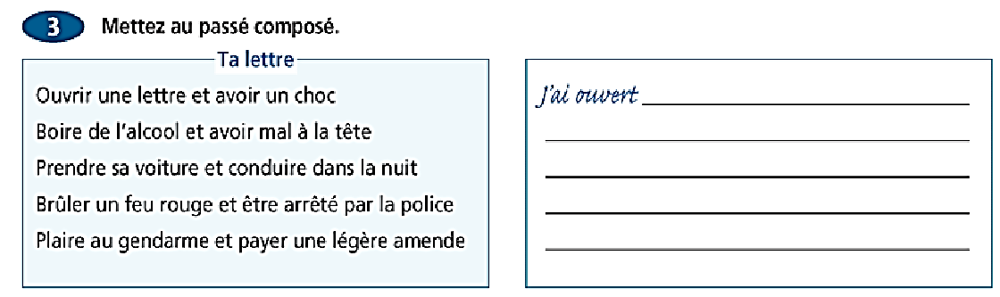 3 Mettez au passé composé.
Ta lettre
Ouvrir une lettre et avoir un choc
Boire de l'alcool et avoir mal à la tête
Prendre sa voiture et conduire dans la nuit
Brûler un feu rouge et être arrêté par la police
Plaire au gendarme et payer une légère amende
J'ai ouvert